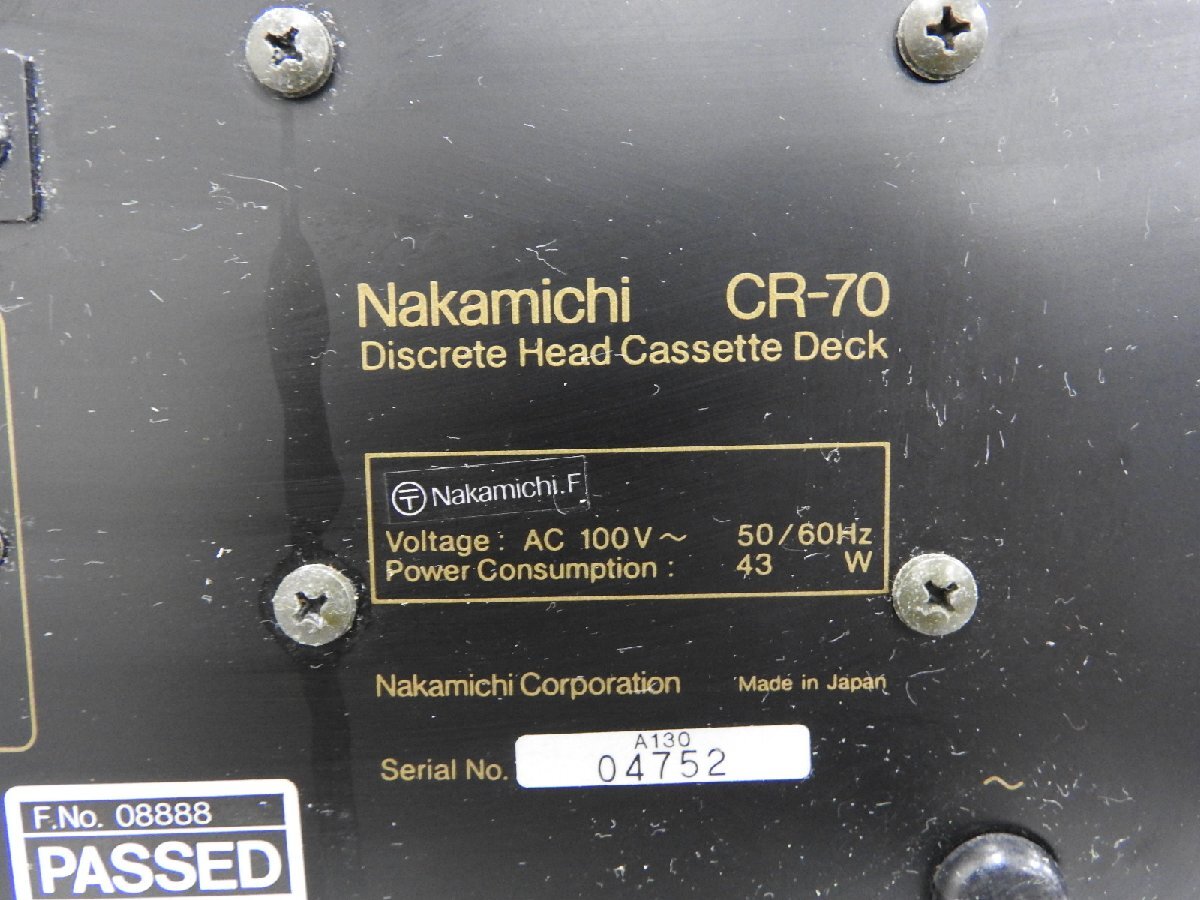 Nakamichi CR-70
Discrete Head Cassette Deck
〒 Nakamichi.F
Voltage : AC 100V ~ 50/60Hz
Power Consumption : 43 W
Nakamichi Corporation Made in Japan
A130
Serial No. 04752
~
F.No. 08888
PASSED